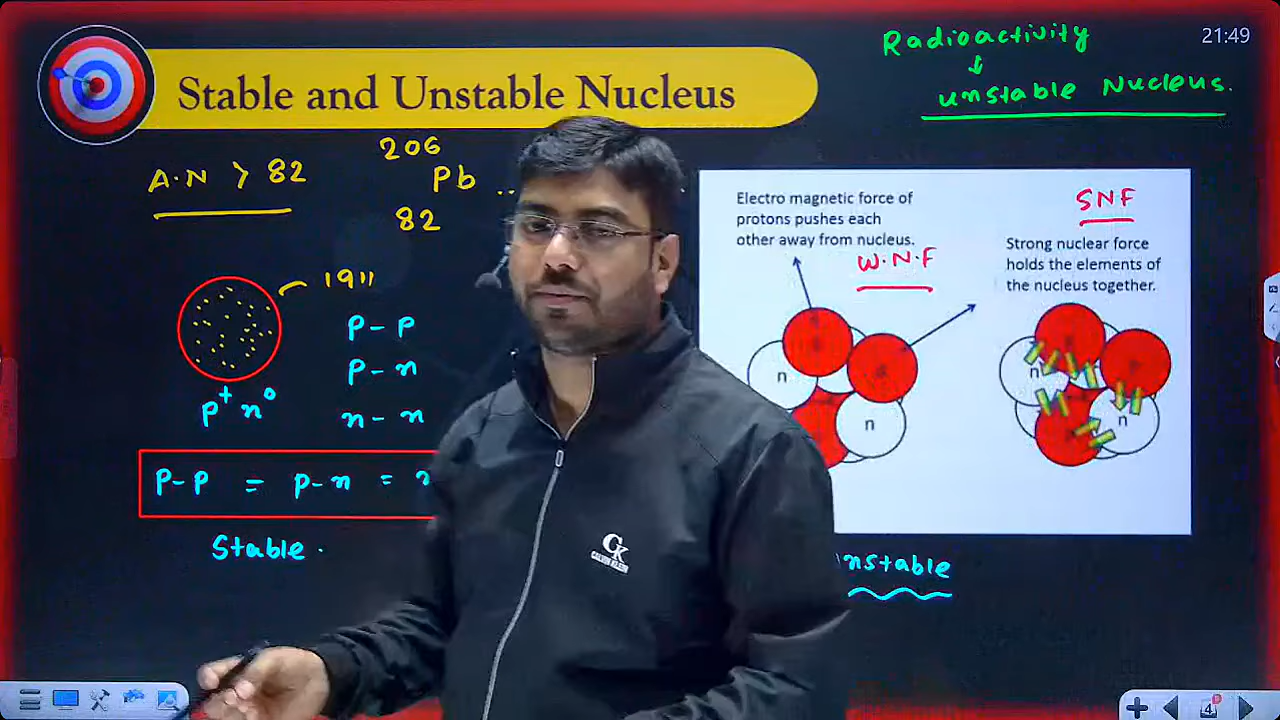 Radioactivity
21:49
↓
unstable Nucleus.
Stable and Unstable Nucleus
A.N > 82
206
Pb ..
82
1911
P - P
P - n
n - n
p+ n0
P-P = P-n =
Stable.
Electro magnetic force of
protons pushes each
other away from nucleus.
W.N.F
SNF
Strong nuclear force
holds the elements of
the nucleus together.
n
n
n
n
CK
4